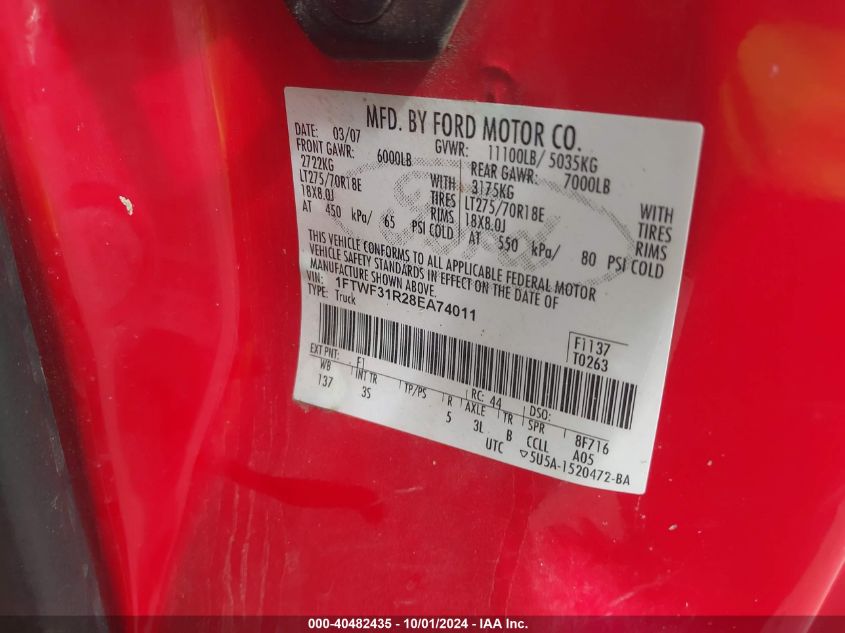 MFD. BY FORD MOTOR CO.
DATE: 03/07 GVWR: 11100LB/ 5035KG
FRONT GAWR: 6000LB REAR GAWR: 7000LB
2722KG WITH 3175KG WITH
LT275/70R18E TIRES LT275/70R18E TIRES
18X8.0J RIMS 18X8.0J RIMS
AT 450 kPa/ 65 PSI COLD AT 550 kPa/ 80 PSI COLD
THIS VEHICLE CONFORMS TO ALL APPLICABLE FEDERAL MOTOR
VEHICLE SAFETY STANDARDS IN EFFECT ON THE DATE OF
MANUFACTURE SHOWN ABOVE.
VIN: 1FTWF31R28EA74011
TYPE: Truck
F1137
T0263
EXT PNT: F1 RC: 44 DSO:
WB INT TR TP/PS R AXLE TR SPR 8F716
137 35 5 3L B CCLL A05
UTC ▽5U5A-1520472-BA
000-40482435 - 10/01/2024 - IAA Inc.